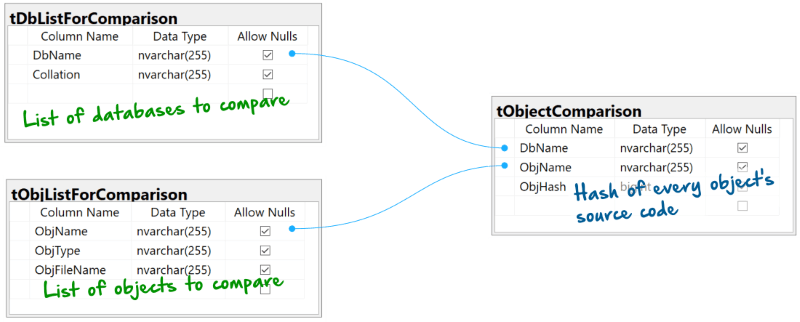 tDbListForComparison
Column Name Data Type Allow Nulls
DbName nvarchar(255)
Collation nvarchar(255)
List of databases to compare
tObjListForComparison
Column Name Data Type Allow Nulls
ObjName nvarchar(255)
ObjType nvarchar(255)
ObjFileName nvarchar(255)
List of objects to compare
tObjectComparison
Column Name Data Type Allow Nulls
DbName nvarchar(255)
ObjName nvarchar(255)
ObjHash bigint
Hash of every object's
source code